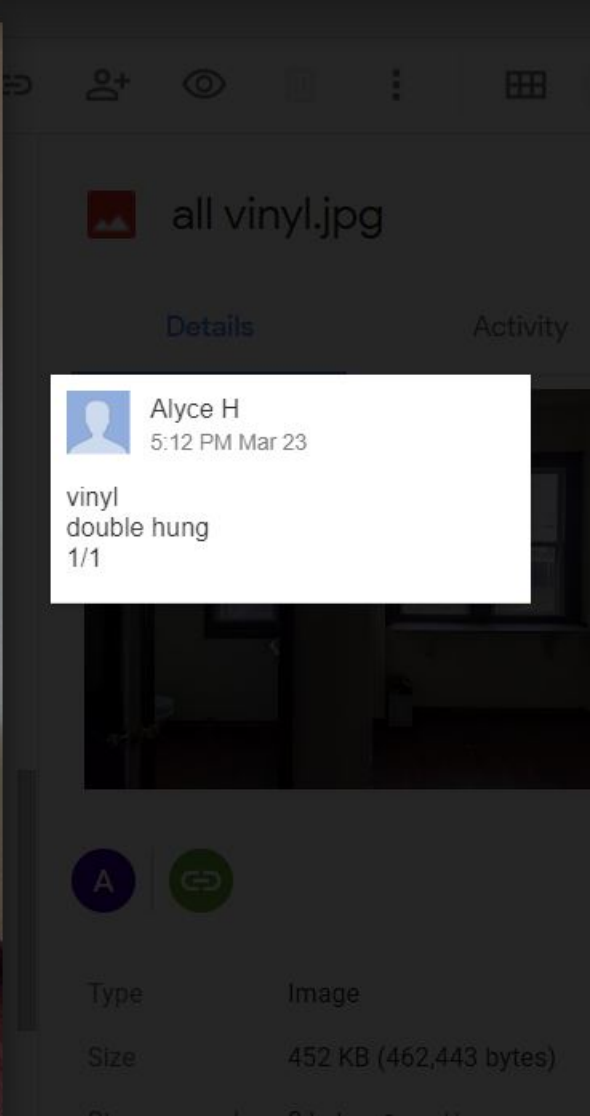 all vinyl.jpg
Details
Activity
Alyce H
5:12 PM Mar 23
vinyl
double hung
1/1
A
Type
Image
Size
452 KB (462,443 bytes)